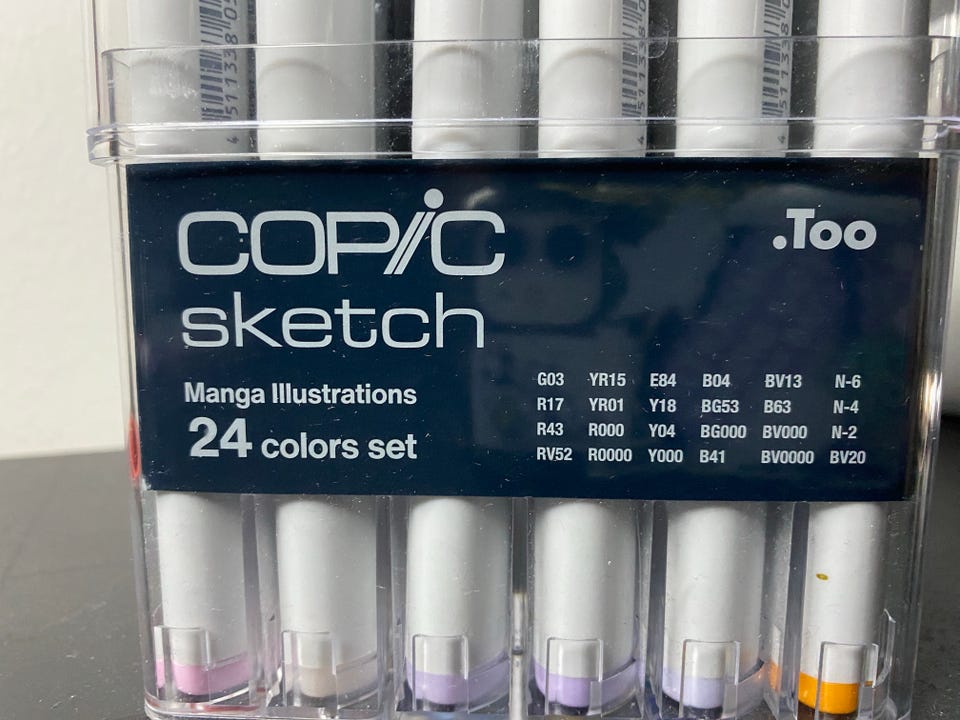 COPIC
.Too
sketch
Manga Illustrations
24 colors set
G03 YR15 E84 B04 BV13 N-6
R17 YR01 Y18 BG53 B63 N-4
R43 R000 Y04 BG000 BV000 N-2
RV52 R0000 Y000 B41 BV0000 BV20